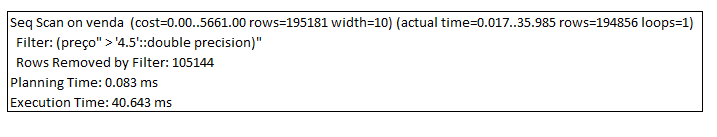 Seq Scan on venda  (cost=0.00..5661.00 rows=195181 width=10) (actual time=0.017..35.985 rows=194856 loops=1)
  Filter: (preço" > '4.5'::double precision)"
  Rows Removed by Filter: 105144
Planning Time: 0.083 ms
Execution Time: 40.643 ms